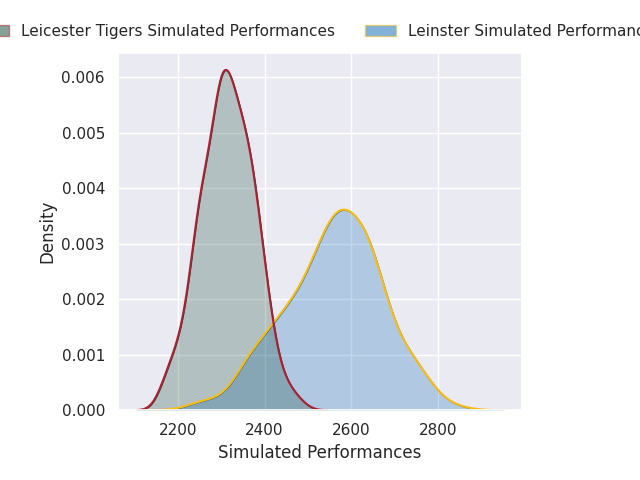 Leicester Tigers Simulated Performances
Leinster Simulated
0.006
0.005
0.004
0.003
0.002
0.001
0.000
Density
2200 2400 2600 2800
Simulated Performances